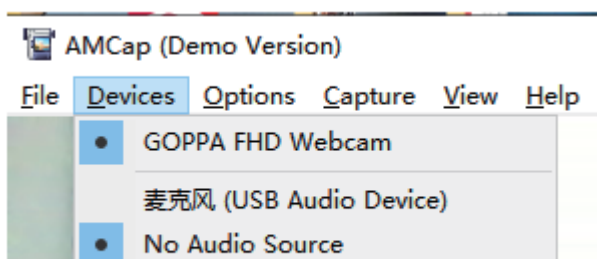 AMCap (Demo Version)
File Devices Options Capture View Help
GOPPA FHD Webcam
麦克风 (USB Audio Device)
No Audio Source